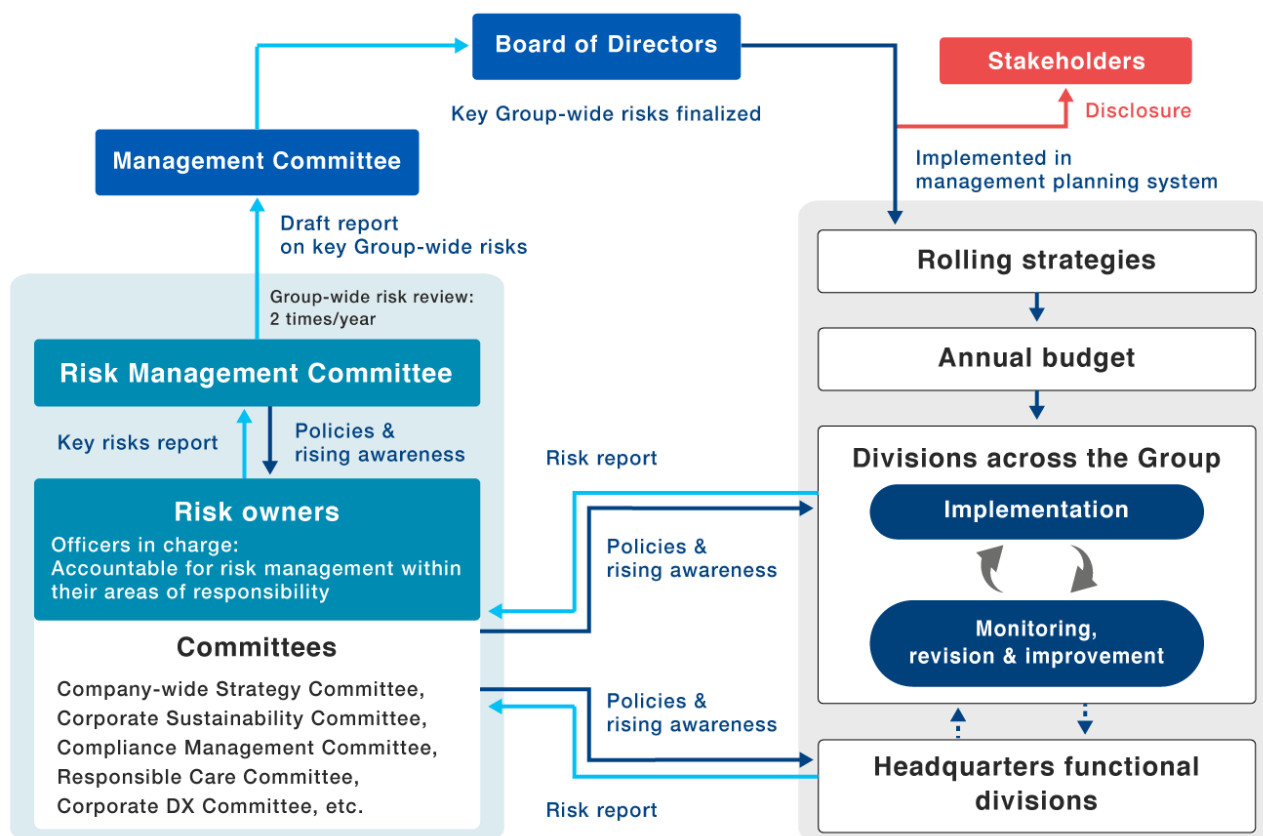 Board of Directors
Stakeholders
Key Group-wide risks finalized
Disclosure
Management Committee
Implemented in
management planning system
Draft report
on key Group-wide risks
Rolling strategies
Group-wide risk review:
2 times/year
Risk Management Committee
Annual budget
Key risks report
Policies &
rising awareness
Risk report
Divisions across the Group
Implementation
Risk owners
Officers in charge:
Accountable for risk management within
their areas of responsibility
Policies &
rising awareness
Monitoring,
revision & improvement
Committees
Company-wide Strategy Committee,
Corporate Sustainability Committee,
Compliance Management Committee,
Responsible Care Committee,
Corporate DX Committee, etc.
Policies &
rising awareness
Risk report
Headquarters functional
divisions